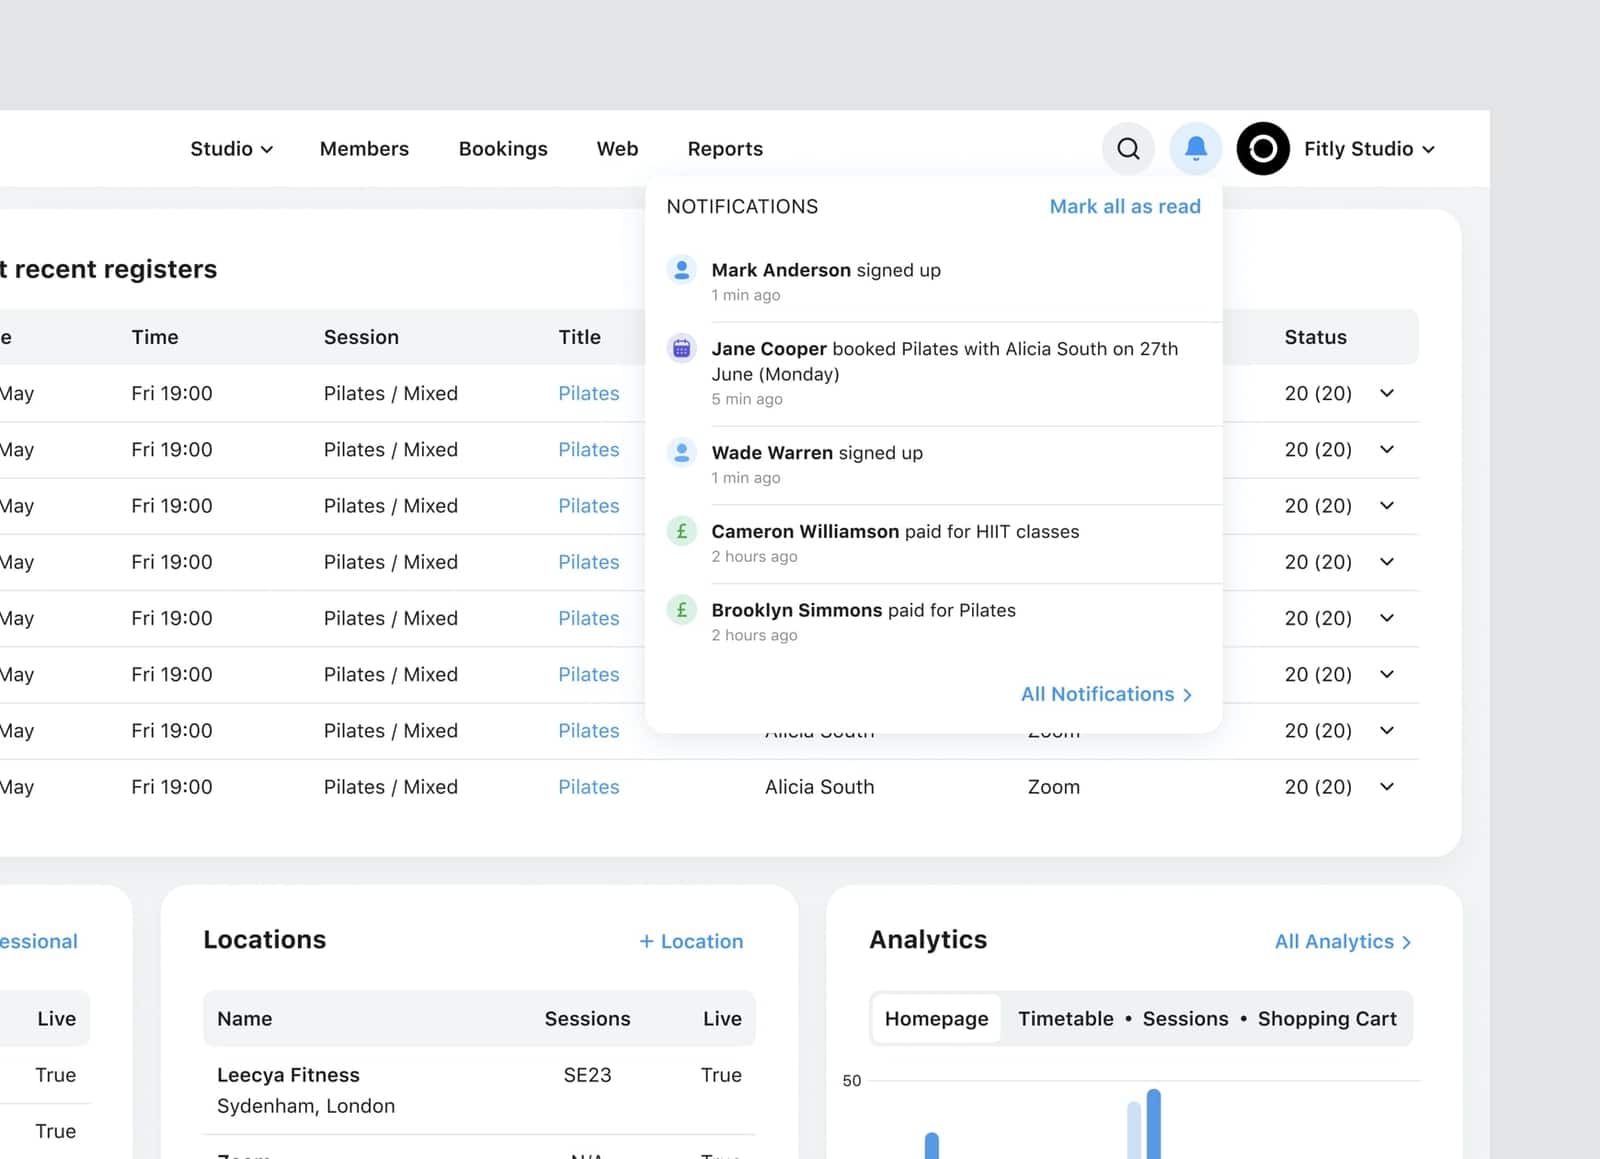 Studio Members Bookings Web Reports Fitly Studio
NOTIFICATIONS Mark all as read
Mark Anderson signed up
1 min ago
Jane Cooper booked Pilates with Alicia South on 27th
June (Monday)
5 min ago
Wade Warren signed up
1 min ago
£ Cameron Williamson paid for HIIT classes
2 hours ago
£ Brooklyn Simmons paid for Pilates
2 hours ago
All Notifications
t recent registers
e Time Session Title Status
May Fri 19:00 Pilates / Mixed Pilates 20 (20)
May Fri 19:00 Pilates / Mixed Pilates 20 (20)
May Fri 19:00 Pilates / Mixed Pilates 20 (20)
May Fri 19:00 Pilates / Mixed Pilates 20 (20)
May Fri 19:00 Pilates / Mixed Pilates 20 (20)
May Fri 19:00 Pilates / Mixed Pilates 20 (20)
May Fri 19:00 Pilates / Mixed Pilates Alicia South Zoom 20 (20)
May Fri 19:00 Pilates / Mixed Pilates Alicia South Zoom 20 (20)
essional
Live
True
True
Locations + Location
Name Sessions Live
Leecya Fitness SE23 True
Sydenham, London
Zoom N/A True
Analytics All Analytics
Homepage Timetable • Sessions • Shopping Cart
50